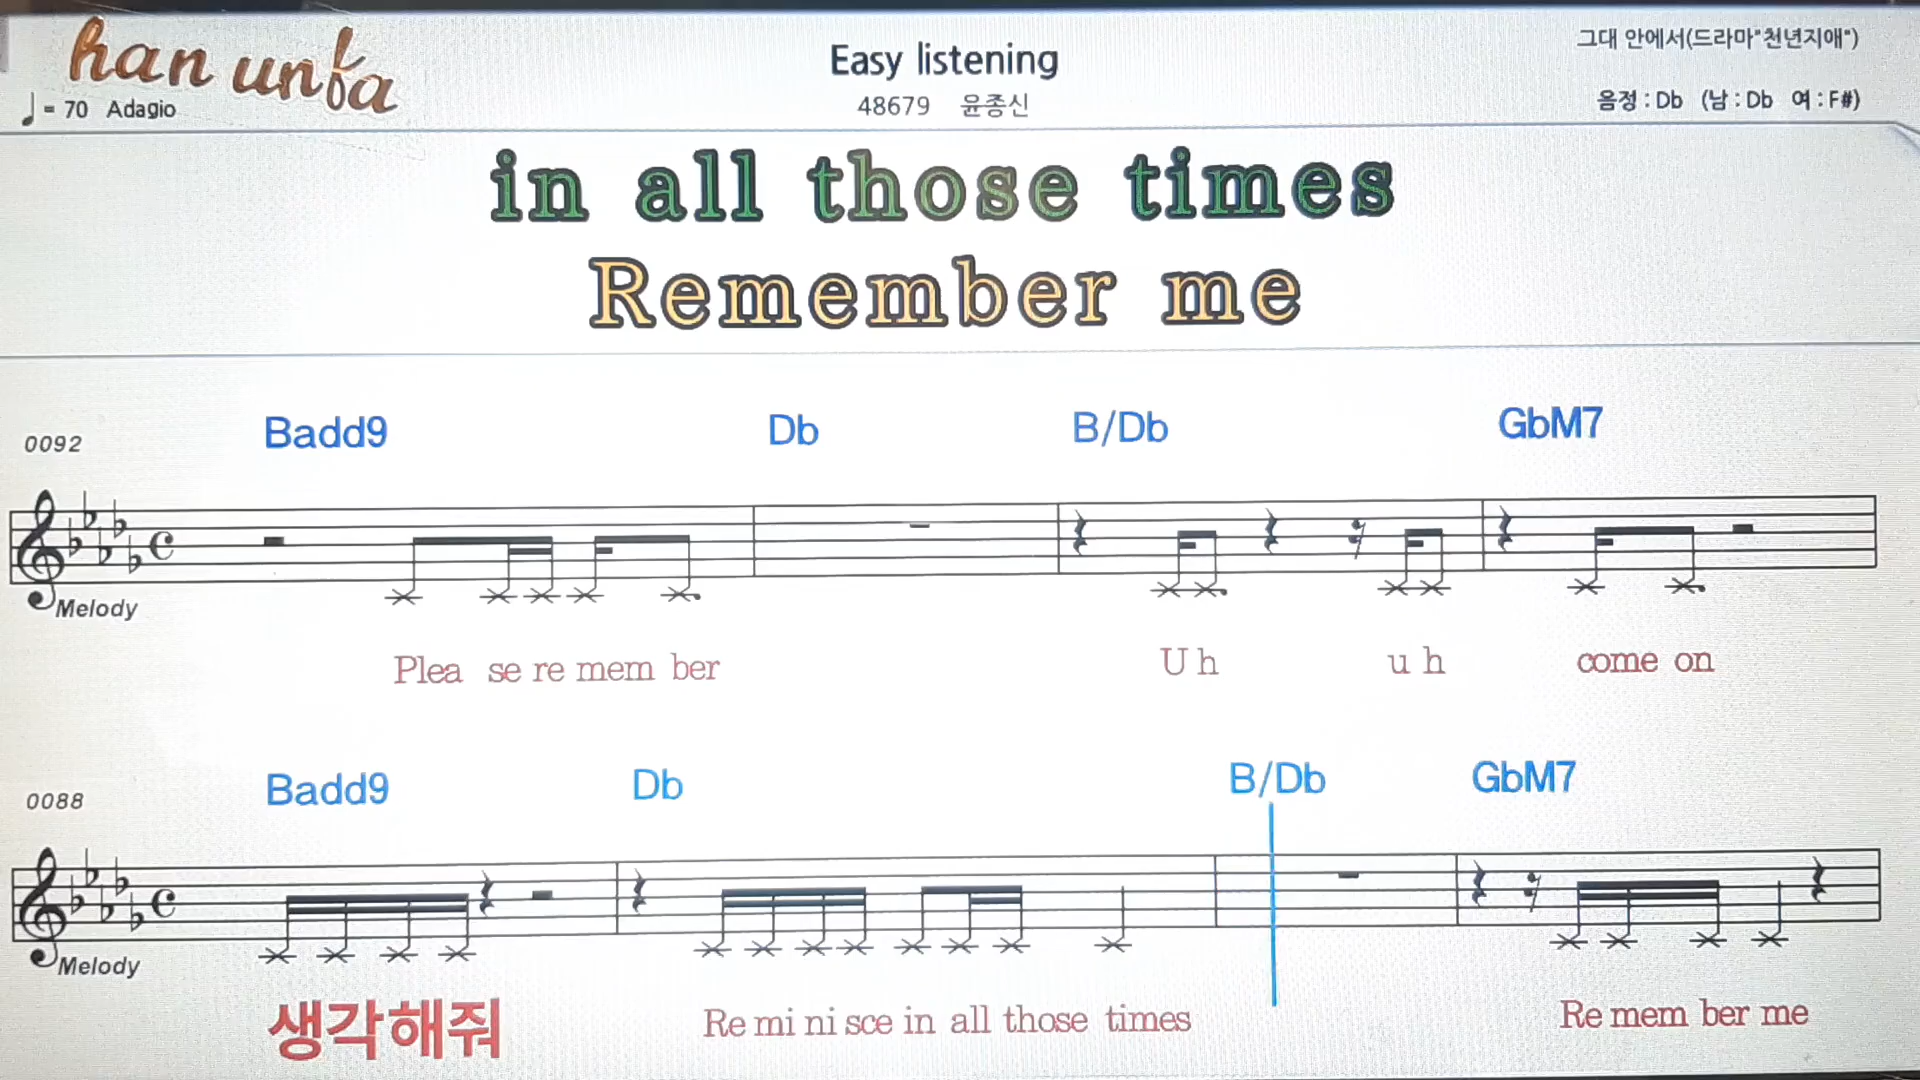 han unfa
Easy listening
그대 안에서(드라마"천년지애")
♩= 70 Adagio
48679 윤종신
음정 : Db (남 : Db 여 : F#)
in all those times
Remember me
0092 Badd9 Db B/Db GbM7
Melody
Plea se re mem ber U h u h come on
0088 Badd9 Db B/Db GbM7
Melody
생각해줘 Re mi ni sce in all those times Re mem ber me